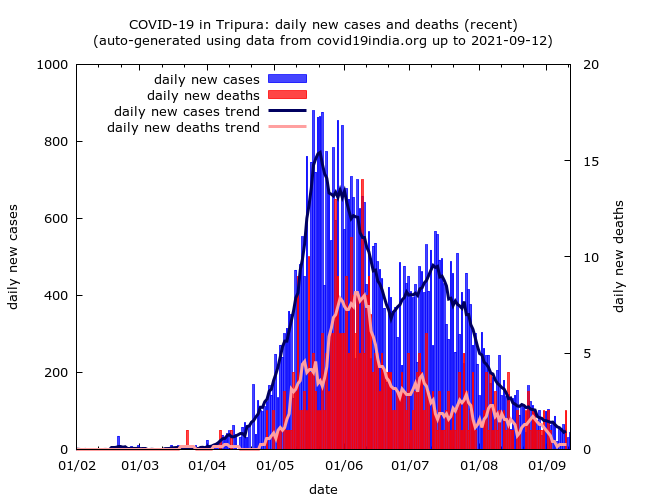 COVID-19 in Tripura: daily new cases and deaths (recent)
(auto-generated using data from covid19india.org up to 2021-09-12)
daily new cases
daily new deaths
daily new cases trend
daily new deaths trend
daily new cases
1000
800
600
400
200
0
20
15
10
5
0
daily new deaths
01/02 01/03 01/04 01/05 01/06 01/07 01/08 01/09
date